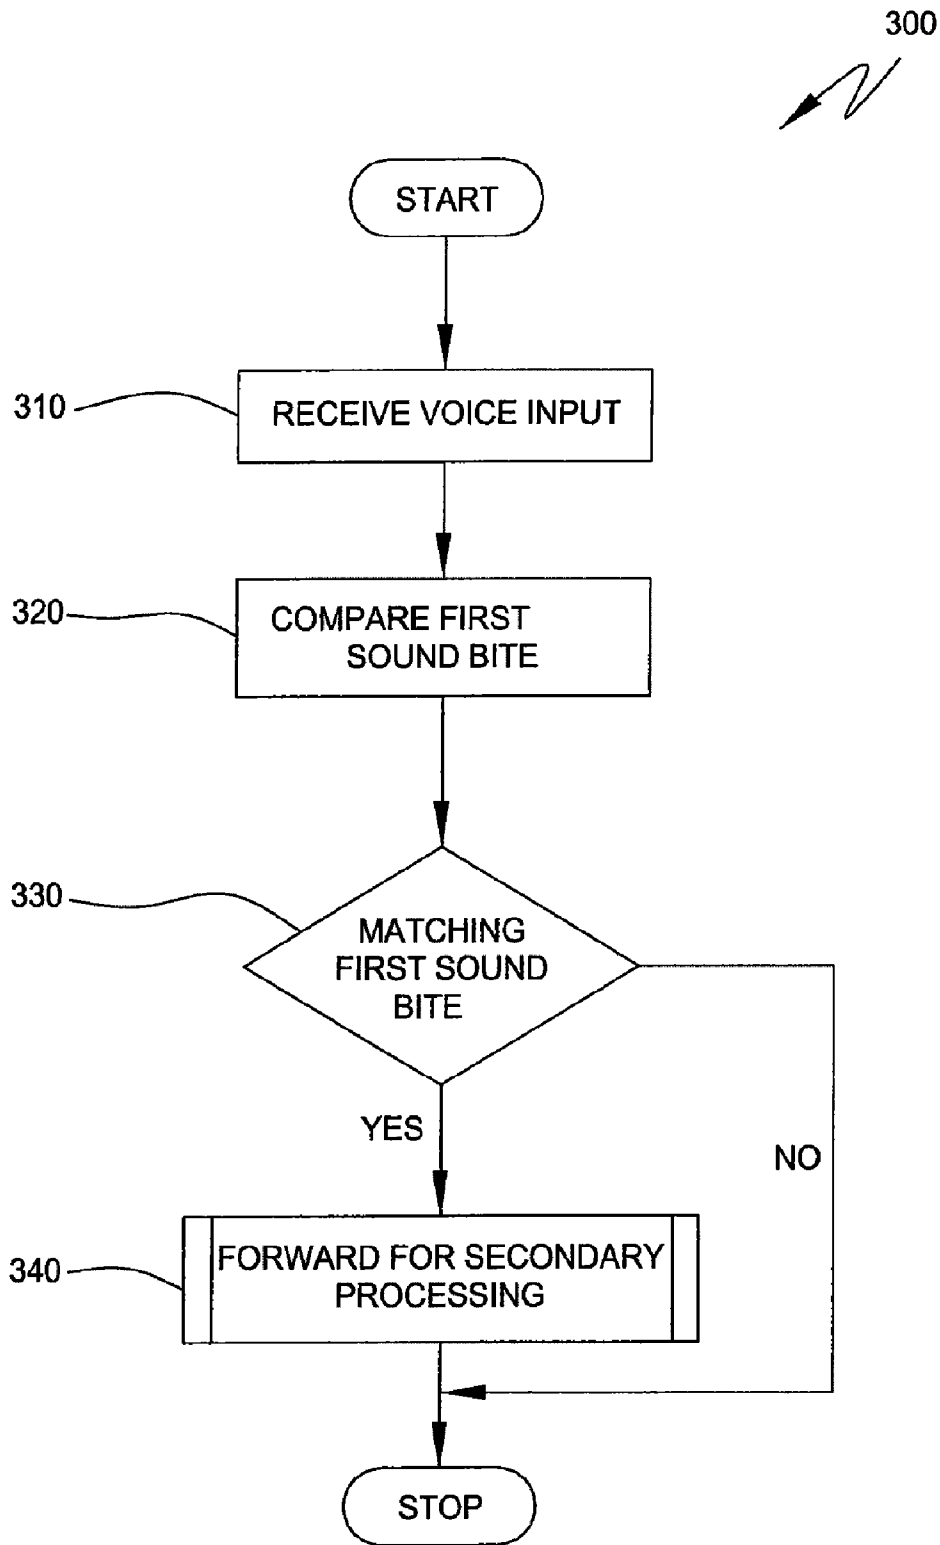 300
START
310
RECEIVE VOICE INPUT
320
COMPARE FIRST
SOUND BITE
330
MATCHING
FIRST SOUND
BITE
YES
NO
340
FORWARD FOR SECONDARY
PROCESSING
STOP